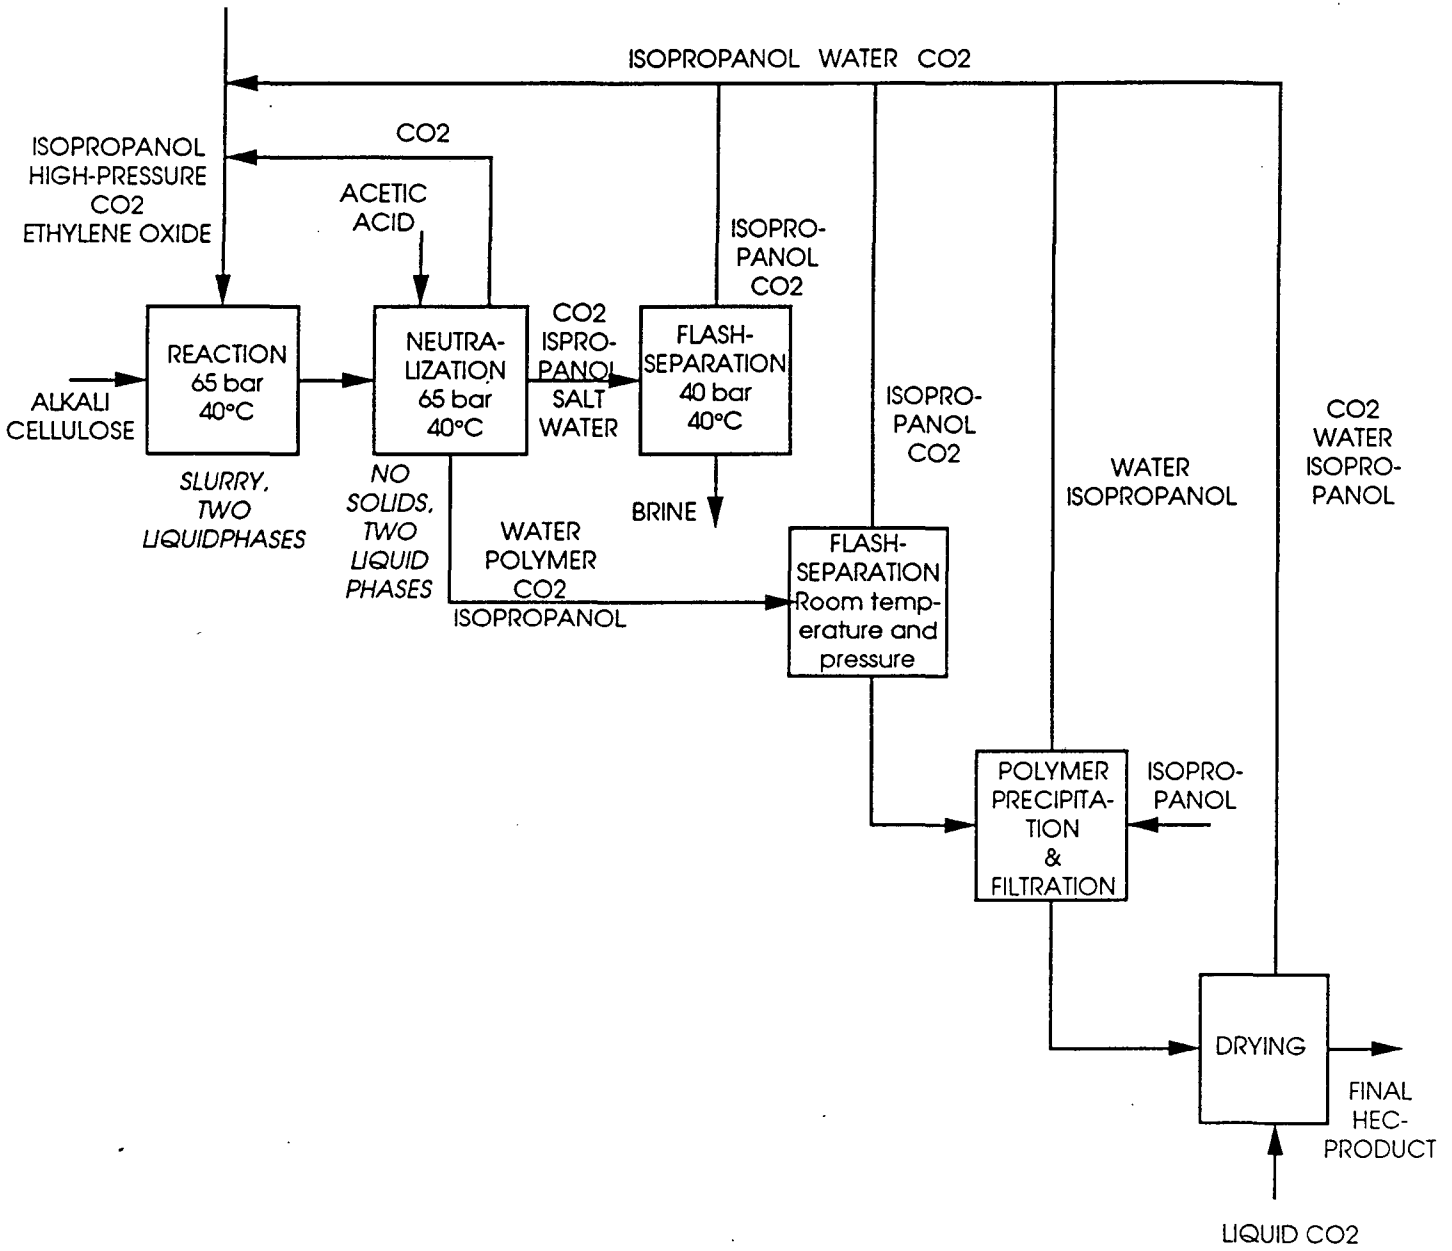 ISOPROPANOL WATER CO2
CO2
ISOPROPANOL
HIGH-PRESSURE
CO2
ETHYLENE OXIDE
ACETIC
ACID
ISOPRO-
PANOL
CO2
REACTION
65 bar
40°C
NEUTRA-
LIZATION
65 bar
40°C
CO2
ISPRO-
PANOL
SALT
WATER
FLASH-
SEPARATION
40 bar
40°C
ALKALI
CELLULOSE
SLURRY,
TWO
LIQUIDPHASES
NO
SOLIDS,
TWO
LIQUID
PHASES
BRINE
WATER
POLYMER
CO2
ISOPROPANOL
ISOPRO-
PANOL
CO2
FLASH-
SEPARATION
Room temp-
erature and
pressure
WATER
ISOPROPANOL
CO2
WATER
ISOPRO-
PANOL
POLYMER
PRECIPITA-
TION
&
FILTRATION
ISOPRO-
PANOL
DRYING
FINAL
HEC-
PRODUCT
LIQUID CO2